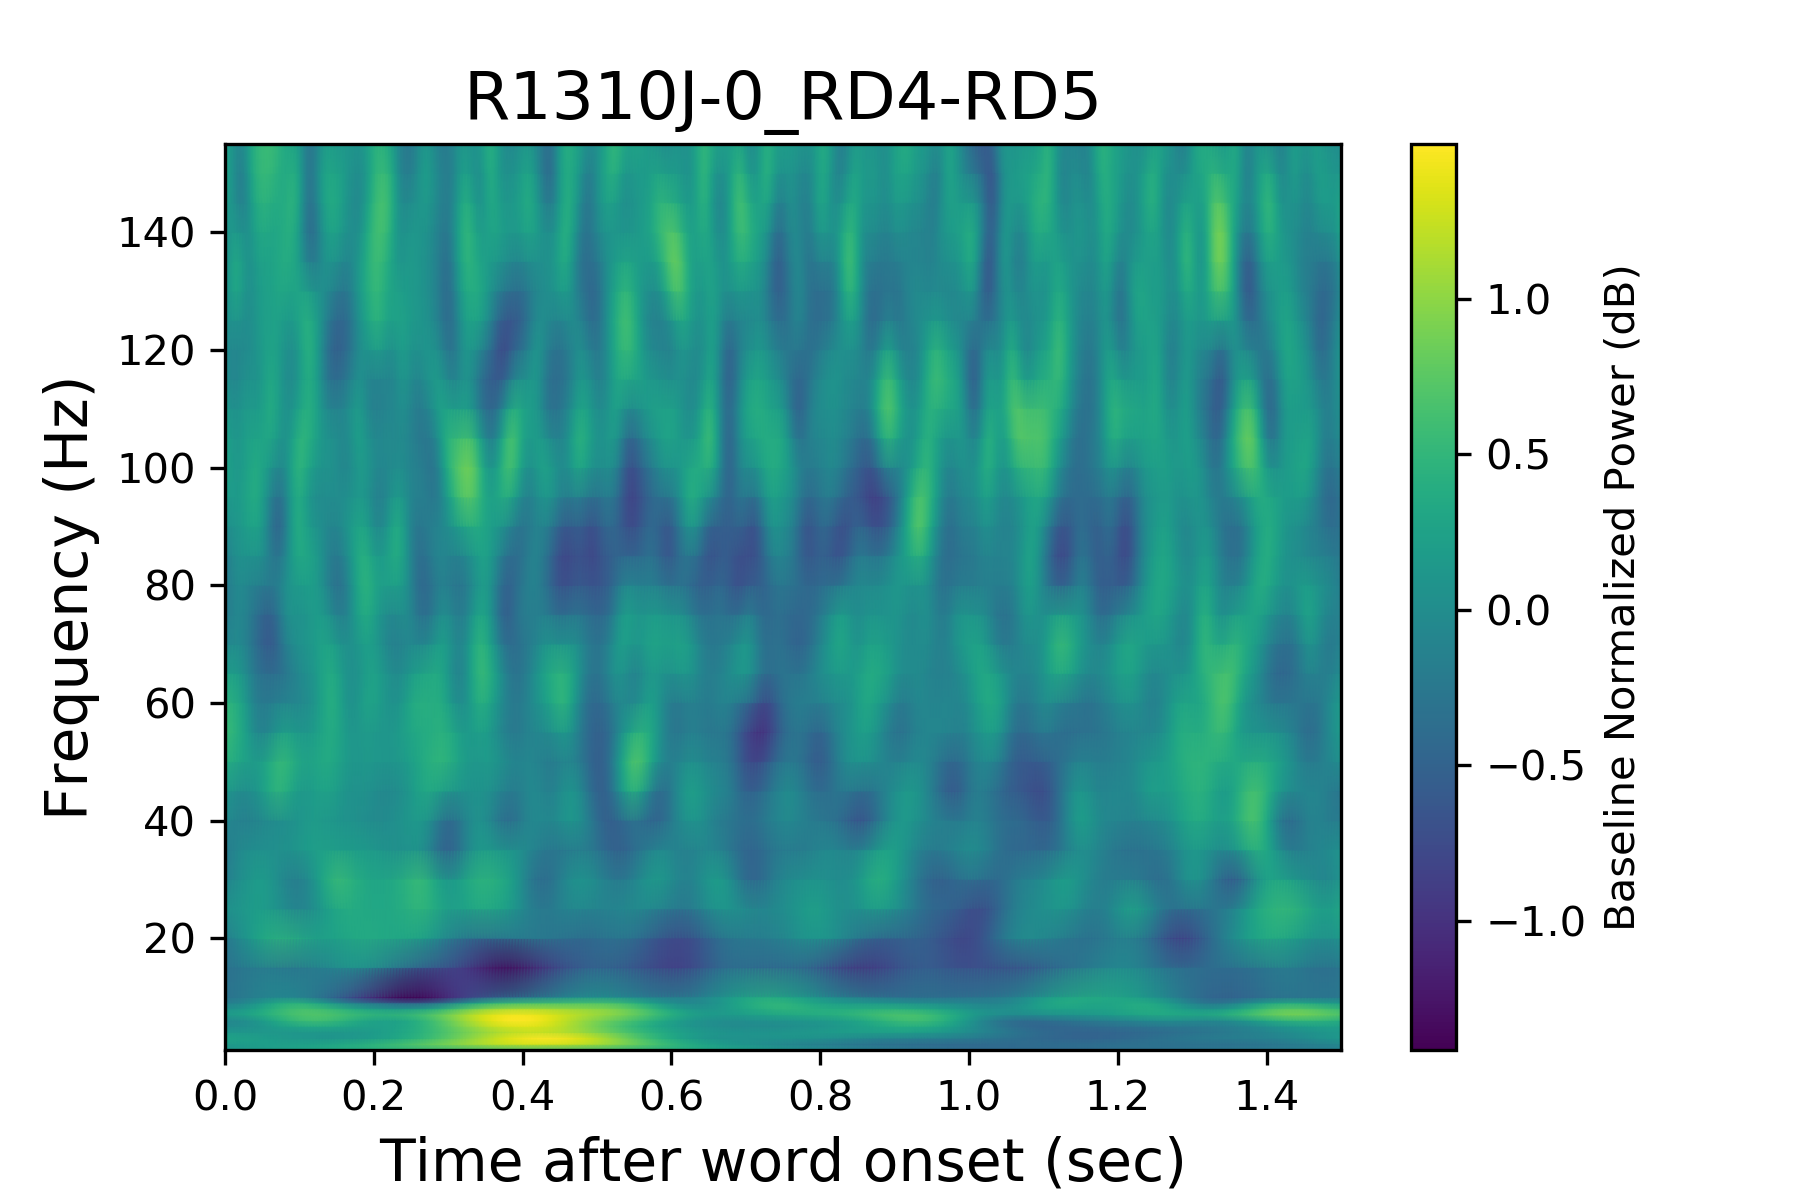 R1310J-0_RD4-RD5
140
120
100
80
60
40
20
Frequency (Hz)
0.0 0.2 0.4 0.6 0.8 1.0 1.2 1.4
Time after word onset (sec)
1.0
0.5
0.0
−0.5
−1.0
Baseline Normalized Power (dB)